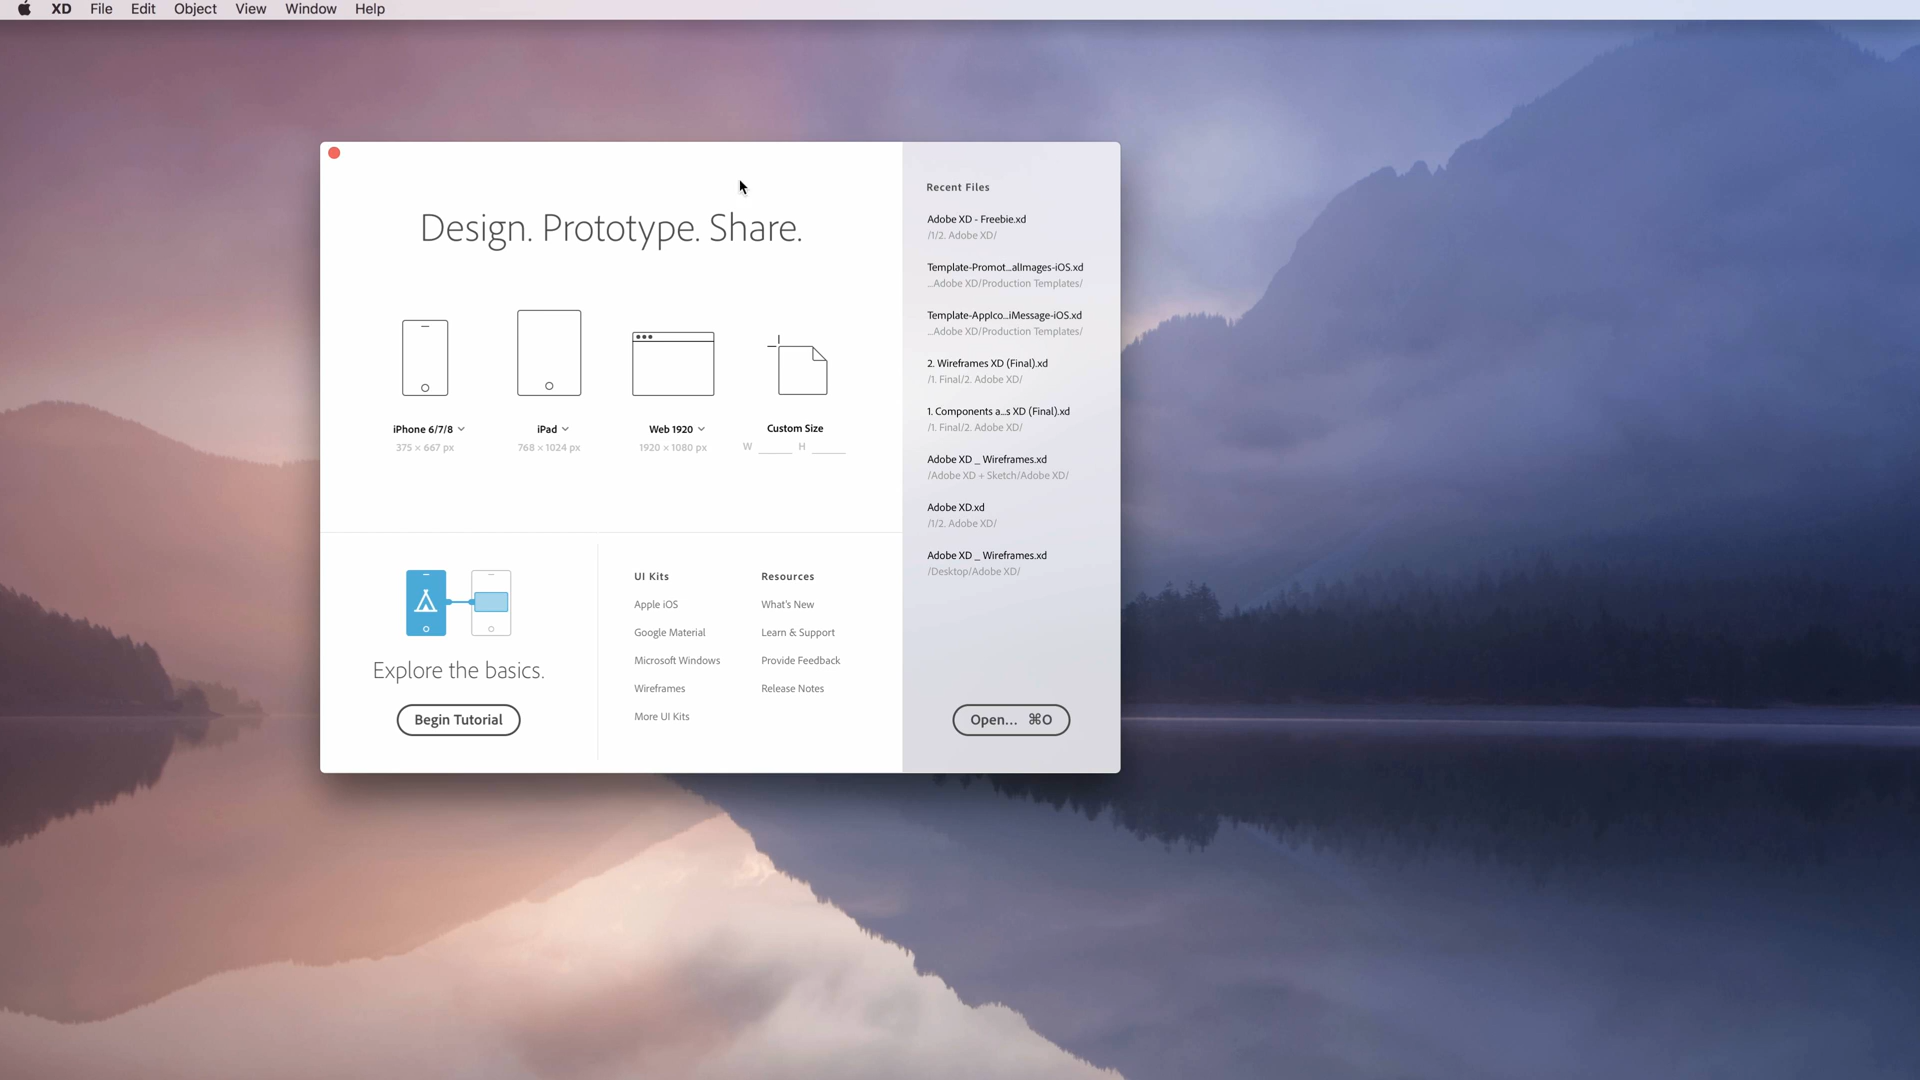 XD File Edit Object View Window Help
Design. Prototype. Share.
iPhone 6/7/8
375 × 667 px
iPad
768 × 1024 px
Web 1920
1920 × 1080 px
Custom Size
W H
Explore the basics.
Begin Tutorial
UI Kits
Apple iOS
Google Material
Microsoft Windows
Wireframes
More UI Kits
Resources
What's New
Learn & Support
Provide Feedback
Release Notes
Recent Files
Adobe XD - Freebie.xd
/1/2. Adobe XD/
Template-Promot...alImages-iOS.xd
...Adobe XD/Production Templates/
Template-AppIco...iMessage-iOS.xd
...Adobe XD/Production Templates/
2. Wireframes XD (Final).xd
/1. Final/2. Adobe XD/
1. Components a...s XD (Final).xd
/1. Final/2. Adobe XD/
Adobe XD _ Wireframes.xd
/Adobe XD + Sketch/Adobe XD/
Adobe XD.xd
/1/2. Adobe XD/
Adobe XD _ Wireframes.xd
/Desktop/Adobe XD/
Open... ⌘O